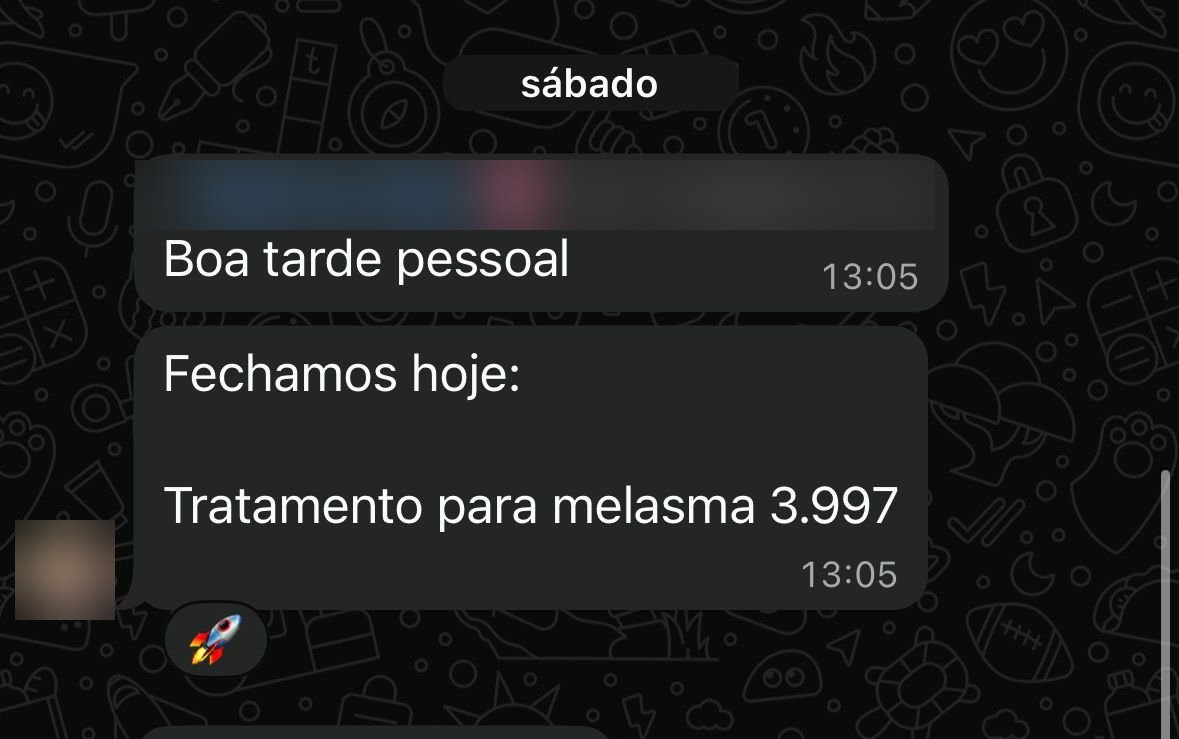 sábado
Boa tarde pessoal
13:05
Fechamos hoje:
Tratamento para melasma 3.997
13:05